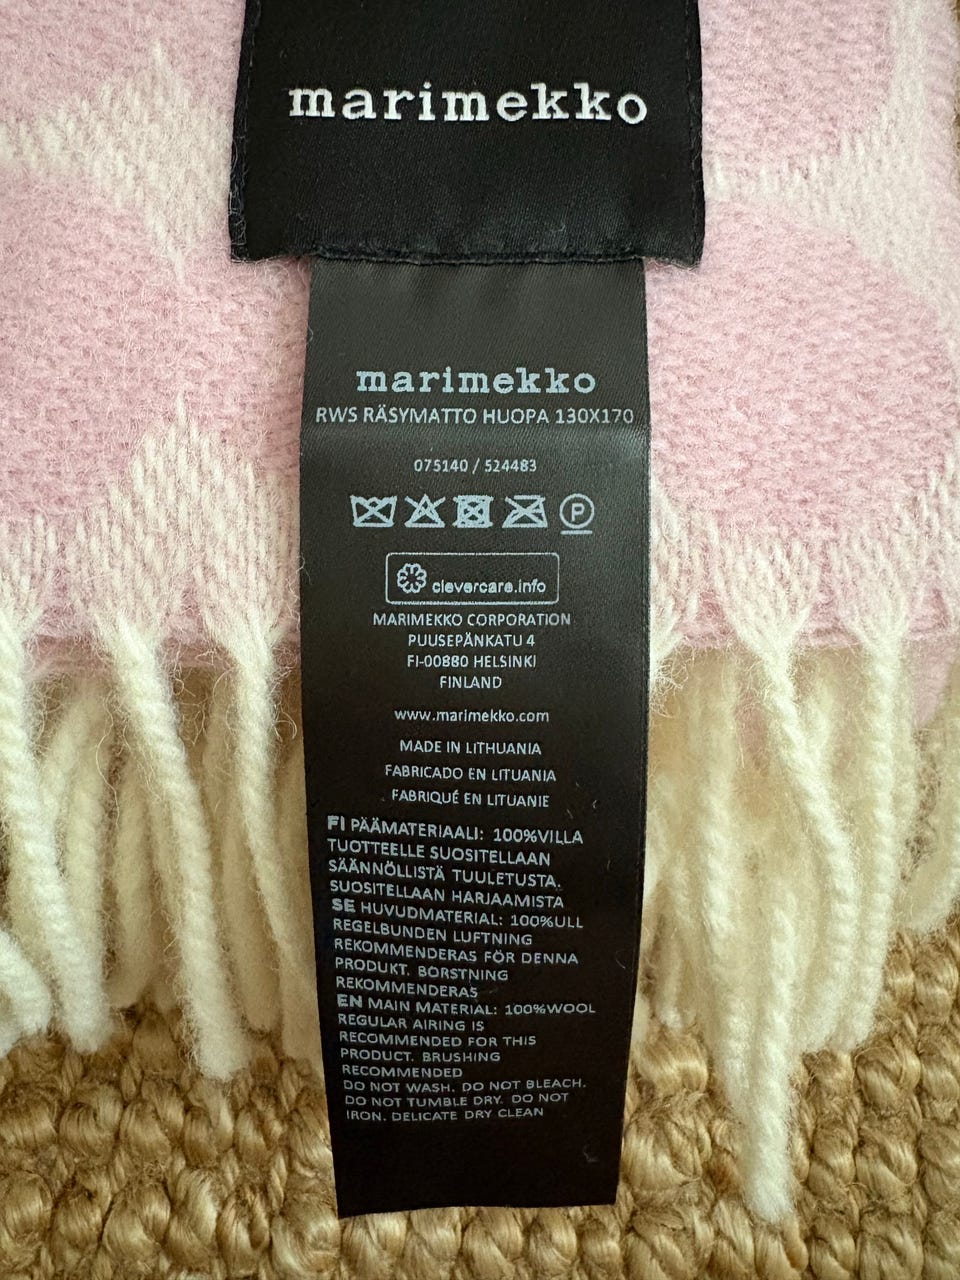 marimekko
marimekko
RWS RÄSYMATTO HUOPA 130X170
075140 / 524483
P
clevercare.info
MARIMEKKO CORPORATION
PUUSEPÄNKATU 4
FI-00880 HELSINKI
FINLAND
www.marimekko.com
MADE IN LITHUANIA
FABRICADO EN LITUANIA
FABRIQUÉ EN LITUANIE
FI PÄÄMATERIAALI: 100%VILLA
TUOTTEELLE SUOSITELLAAN
SÄÄNNÖLLISTÄ TUULETUSTA.
SUOSITELLAAN HARJAAMISTA
SE HUVUDMATERIAL: 100%ULL
REGELBUNDEN LUFTNING
REKOMMENDERAS FÖR DENNA
PRODUKT. BORSTNING
REKOMMENDERAS
EN MAIN MATERIAL: 100%WOOL
REGULAR AIRING IS
RECOMMENDED FOR THIS
PRODUCT. BRUSHING
RECOMMENDED
DO NOT WASH. DO NOT BLEACH.
DO NOT TUMBLE DRY. DO NOT
IRON. DELICATE DRY CLEAN